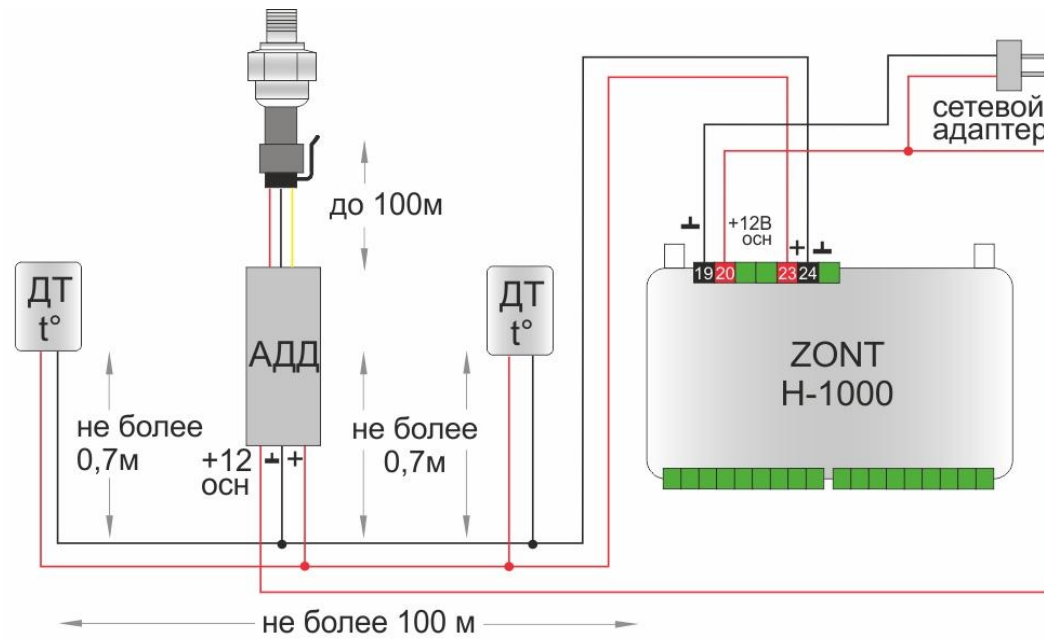 сетевой
адаптер
до 100м
+12В
осн
+
19 20 23 24
ДТ
t°
АДД
ДТ
t°
ZONT
H-1000
не более
0,7м
+12
осн
+
не более
0,7м
не более 100 м